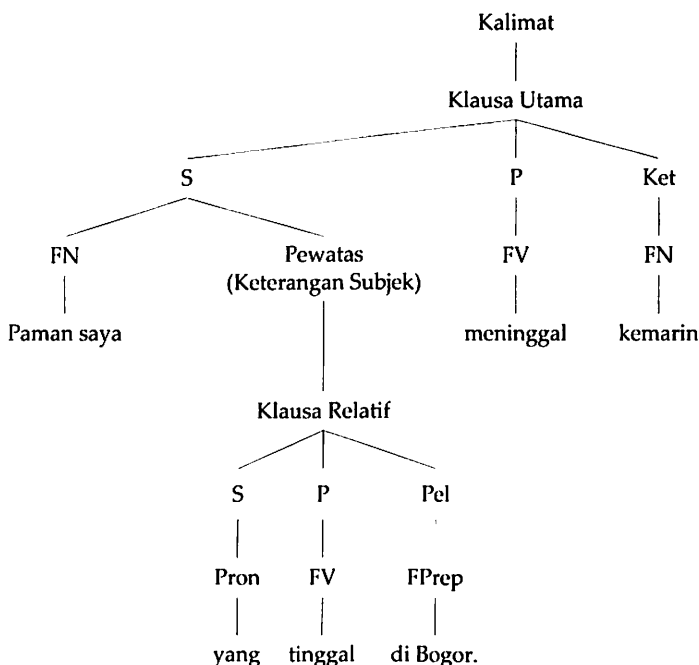 Kalimat
Klausa Utama
S P Ket
FN Pewatas FV FN
(Keterangan Subjek)
Paman saya meninggal kemarin
Klausa Relatif
S P Pel
Pron FV FPrep
yang tinggal di Bogor.